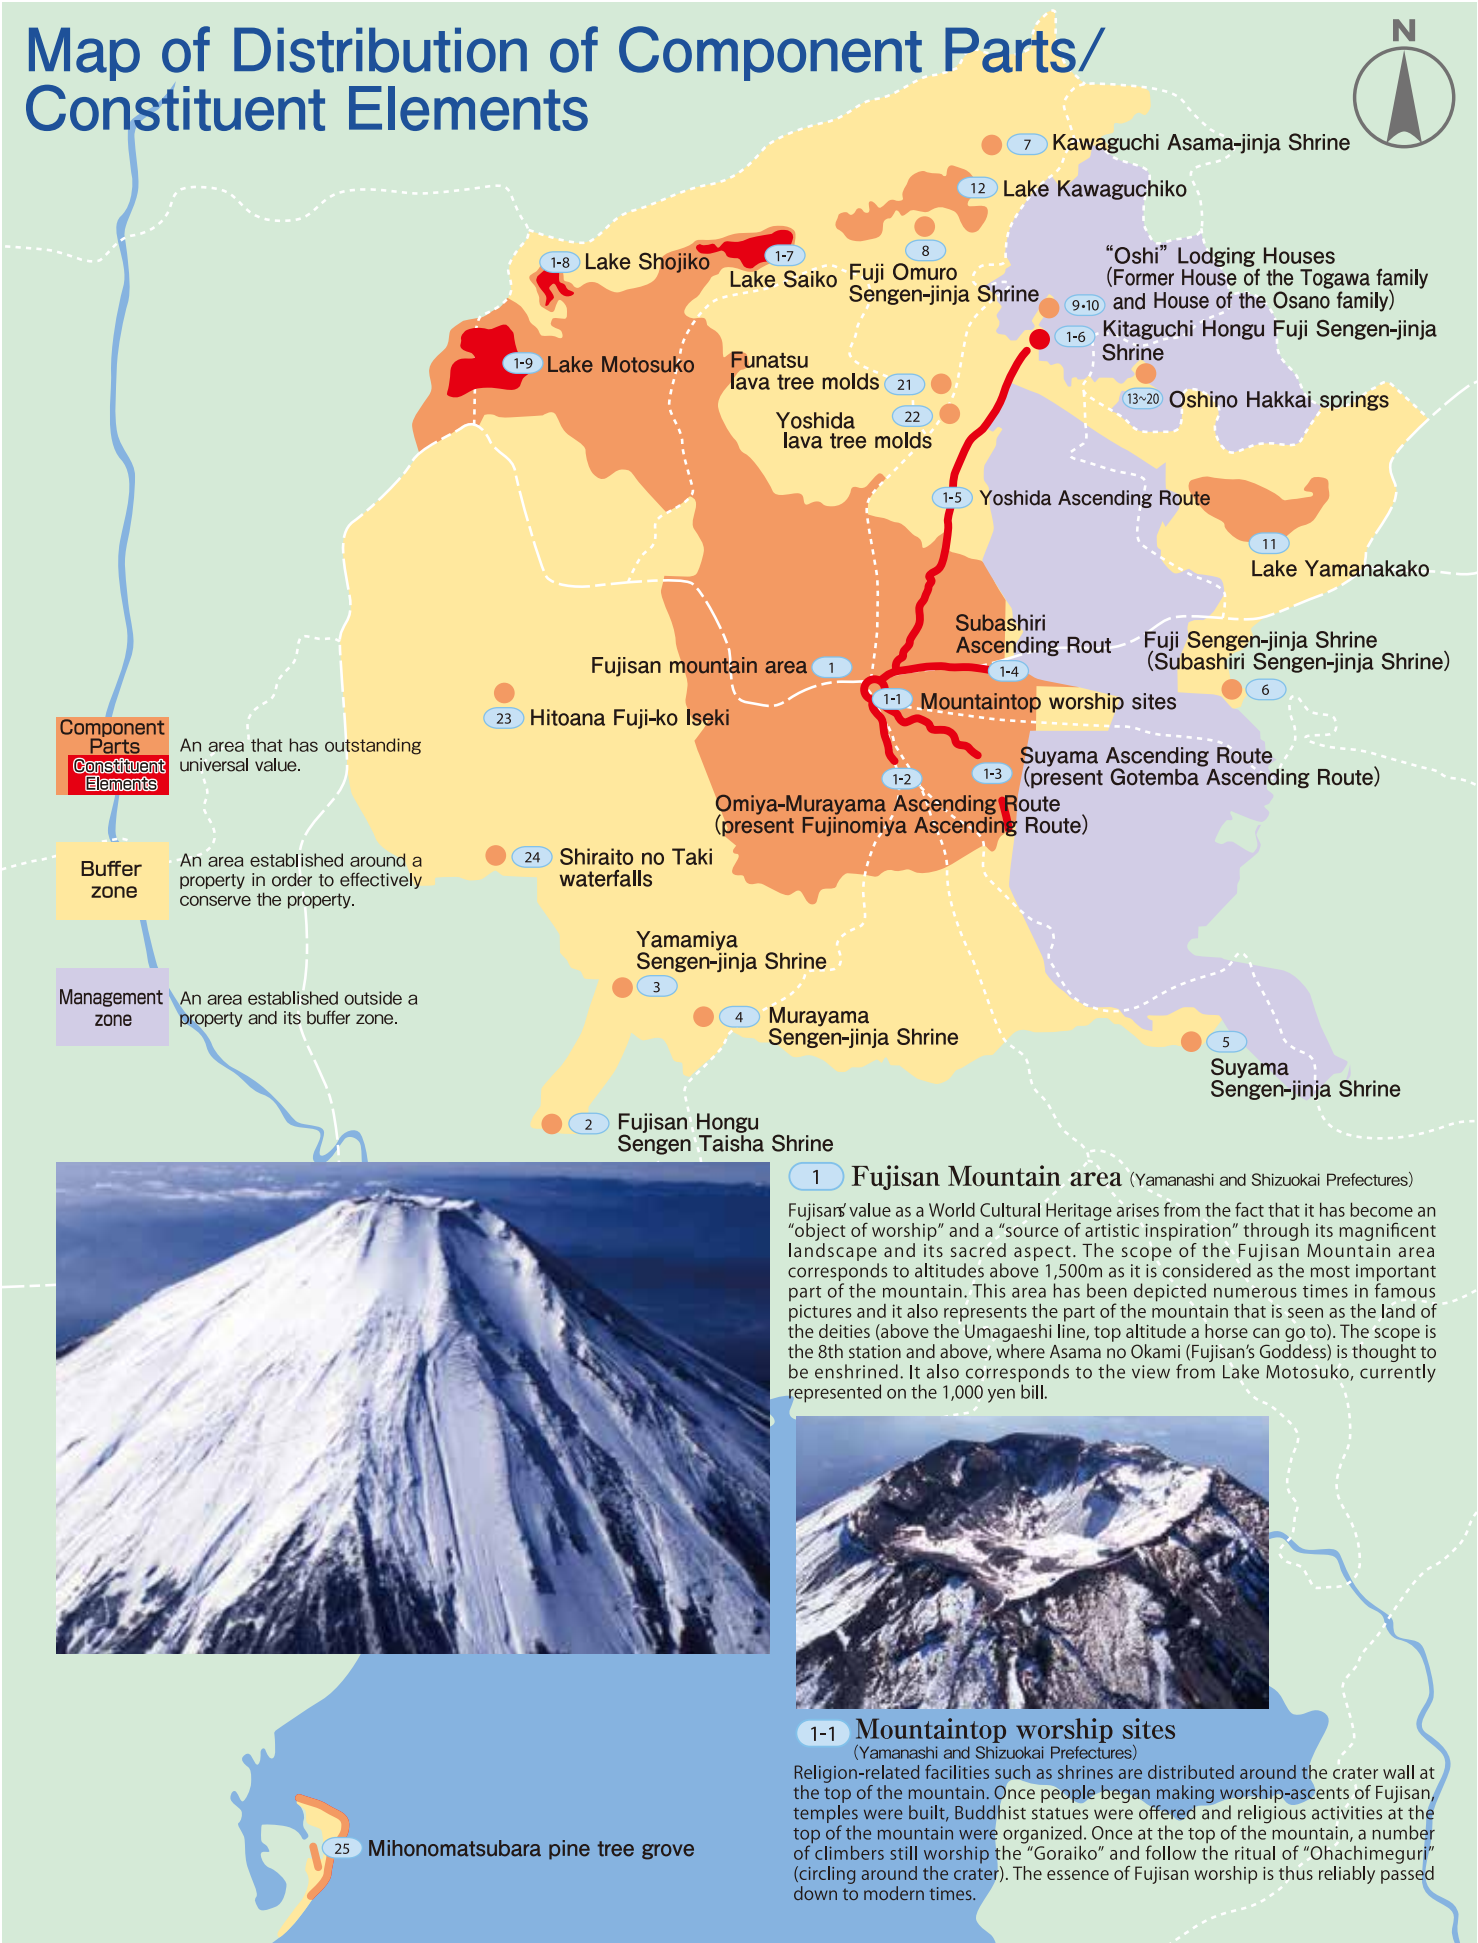 Map of Distribution of Component Parts/
Constituent Elements
N
7 Kawaguchi Asama-jinja Shrine
12 Lake Kawaguchiko
8
Fuji Omuro
Sengen-jinja Shrine
1-8 Lake Shojiko
1-7
Lake Saiko
“Oshi” Lodging Houses
(Former House of the Togawa family
9•10 and House of the Osano family)
1-6 Kitaguchi Hongu Fuji Sengen-jinja
Shrine
1-9 Lake Motosuko
Funatsu
lava tree molds 21
13~20 Oshino Hakkai springs
22
Yoshida
lava tree molds
1-5 Yoshida Ascending Route
11
Lake Yamanakako
Subashiri
Ascending Rout
1-4
Fuji Sengen-jinja Shrine
(Subashiri Sengen-jinja Shrine)
6
Fujisan mountain area 1
1-1 Mountaintop worship sites
23 Hitoana Fuji-ko Iseki
Suyama Ascending Route
1-3 (present Gotemba Ascending Route)
1-2
Omiya-Murayama Ascending Route
(present Fujinomiya Ascending Route)
Component
Parts
Constituent
Elements
An area that has outstanding
universal value.
Buffer
zone
An area established around a
property in order to effectively
conserve the property.
Management
zone
An area established outside a
property and its buffer zone.
24 Shiraito no Taki
waterfalls
Yamamiya
Sengen-jinja Shrine
3
4 Murayama
Sengen-jinja Shrine
5
Suyama
Sengen-jinja Shrine
2 Fujisan Hongu
Sengen Taisha Shrine
1 Fujisan Mountain area (Yamanashi and Shizuokai Prefectures)
Fujisan’s value as a World Cultural Heritage arises from the fact that it has become an
“object of worship” and a “source of artistic inspiration” through its magnificent
landscape and its sacred aspect. The scope of the Fujisan Mountain area
corresponds to altitudes above 1,500m as it is considered as the most important
part of the mountain. This area has been depicted numerous times in famous
pictures and it also represents the part of the mountain that is seen as the land of
the deities (above the Umagaeshi line, top altitude a horse can go to). The scope is
the 8th station and above, where Asama no Okami (Fujisan’s Goddess) is thought to
be enshrined. It also corresponds to the view from Lake Motosuko, currently
represented on the 1,000 yen bill.
1-1 Mountaintop worship sites
(Yamanashi and Shizuokai Prefectures)
Religion-related facilities such as shrines are distributed around the crater wall at
the top of the mountain. Once people began making worship-ascents of Fujisan,
temples were built, Buddhist statues were offered and religious activities at the
top of the mountain were organized. Once at the top of the mountain, a number
of climbers still worship the “Goraiko” and follow the ritual of “Ohachimeguri”
(circling around the crater). The essence of Fujisan worship is thus reliably passed
down to modern times.
25 Mihonomatsubara pine tree grove